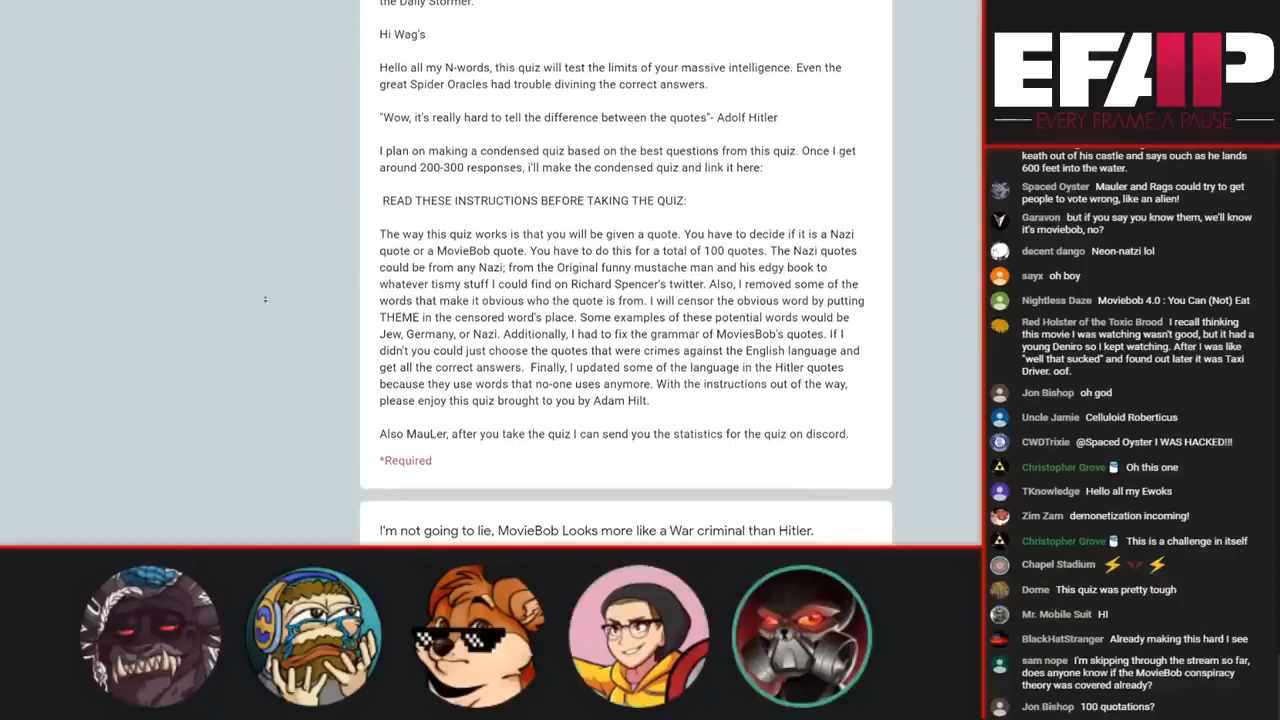 the Daily Stormer.
Hi Wag's
Hello all my N-words, this quiz will test the limits of your massive intelligence. Even the
great Spider Oracles had trouble divining the correct answers.
"Wow, it's really hard to tell the difference between the quotes"- Adolf Hitler
I plan on making a condensed quiz based on the best questions from this quiz. Once I get
around 200-300 responses, i'll make the condensed quiz and link it here:
READ THESE INSTRUCTIONS BEFORE TAKING THE QUIZ:
The way this quiz works is that you will be given a quote. You have to decide if it is a Nazi
quote or a MovieBob quote. You have to do this for a total of 100 quotes. The Nazi quotes
could be from any Nazi; from the Original funny mustache man and his edgy book to
whatever tismy stuff I could find on Richard Spencer's twitter. Also, I removed some of the
words that make it obvious who the quote is from. I will censor the obvious word by putting
THEME in the censored word's place. Some examples of these potential words would be
Jew, Germany, or Nazi. Additionally, I had to fix the grammar of MoviesBob's quotes. If I
didn't you could just choose the quotes that were crimes against the English language and
get all the correct answers.  Finally, I updated some of the language in the Hitler quotes
because they use words that no-one uses anymore. With the instructions out of the way,
please enjoy this quiz brought to you by Adam Hilt.
Also MauLer, after you take the quiz I can send you the statistics for the quiz on discord.
*Required
I'm not going to lie, MovieBob Looks more like a War criminal than Hitler.
EFAP
EVERY FRAME A PAUSE
keath out of his castle and says ouch as he lands
600 feet into the water.
Spaced Oyster Mauler and Rags could try to get
people to vote wrong, like an alien!
Garavon but if you say you know them, we'll know
it's moviebob, no?
decent dango Neon-natzi lol
sayx oh boy
Nightless Daze Moviebob 4.0 : You Can (Not) Eat
Red Holster of the Toxic Brood I recall thinking
this movie I was watching wasn't good, but it had a
young Deniro so I kept watching. After I was like
"well that sucked" and found out later it was Taxi
Driver. oof.
Jon Bishop oh god
Uncle Jamie Celluloid Roberticus
CWDTrixie @Spaced Oyster I WAS HACKED!!!
Christopher Grove Oh this one
TKnowledge Hello all my Ewoks
Zim Zam demonetization incoming!
Christopher Grove This is a challenge in itself
Chapel Stadium
Dome This quiz was pretty tough
Mr. Mobile Suit HI
BlackHatStranger Already making this hard I see
sam nope I'm skipping through the stream so far,
does anyone know if the MovieBob conspiracy
theory was covered already?
Jon Bishop 100 quotations?